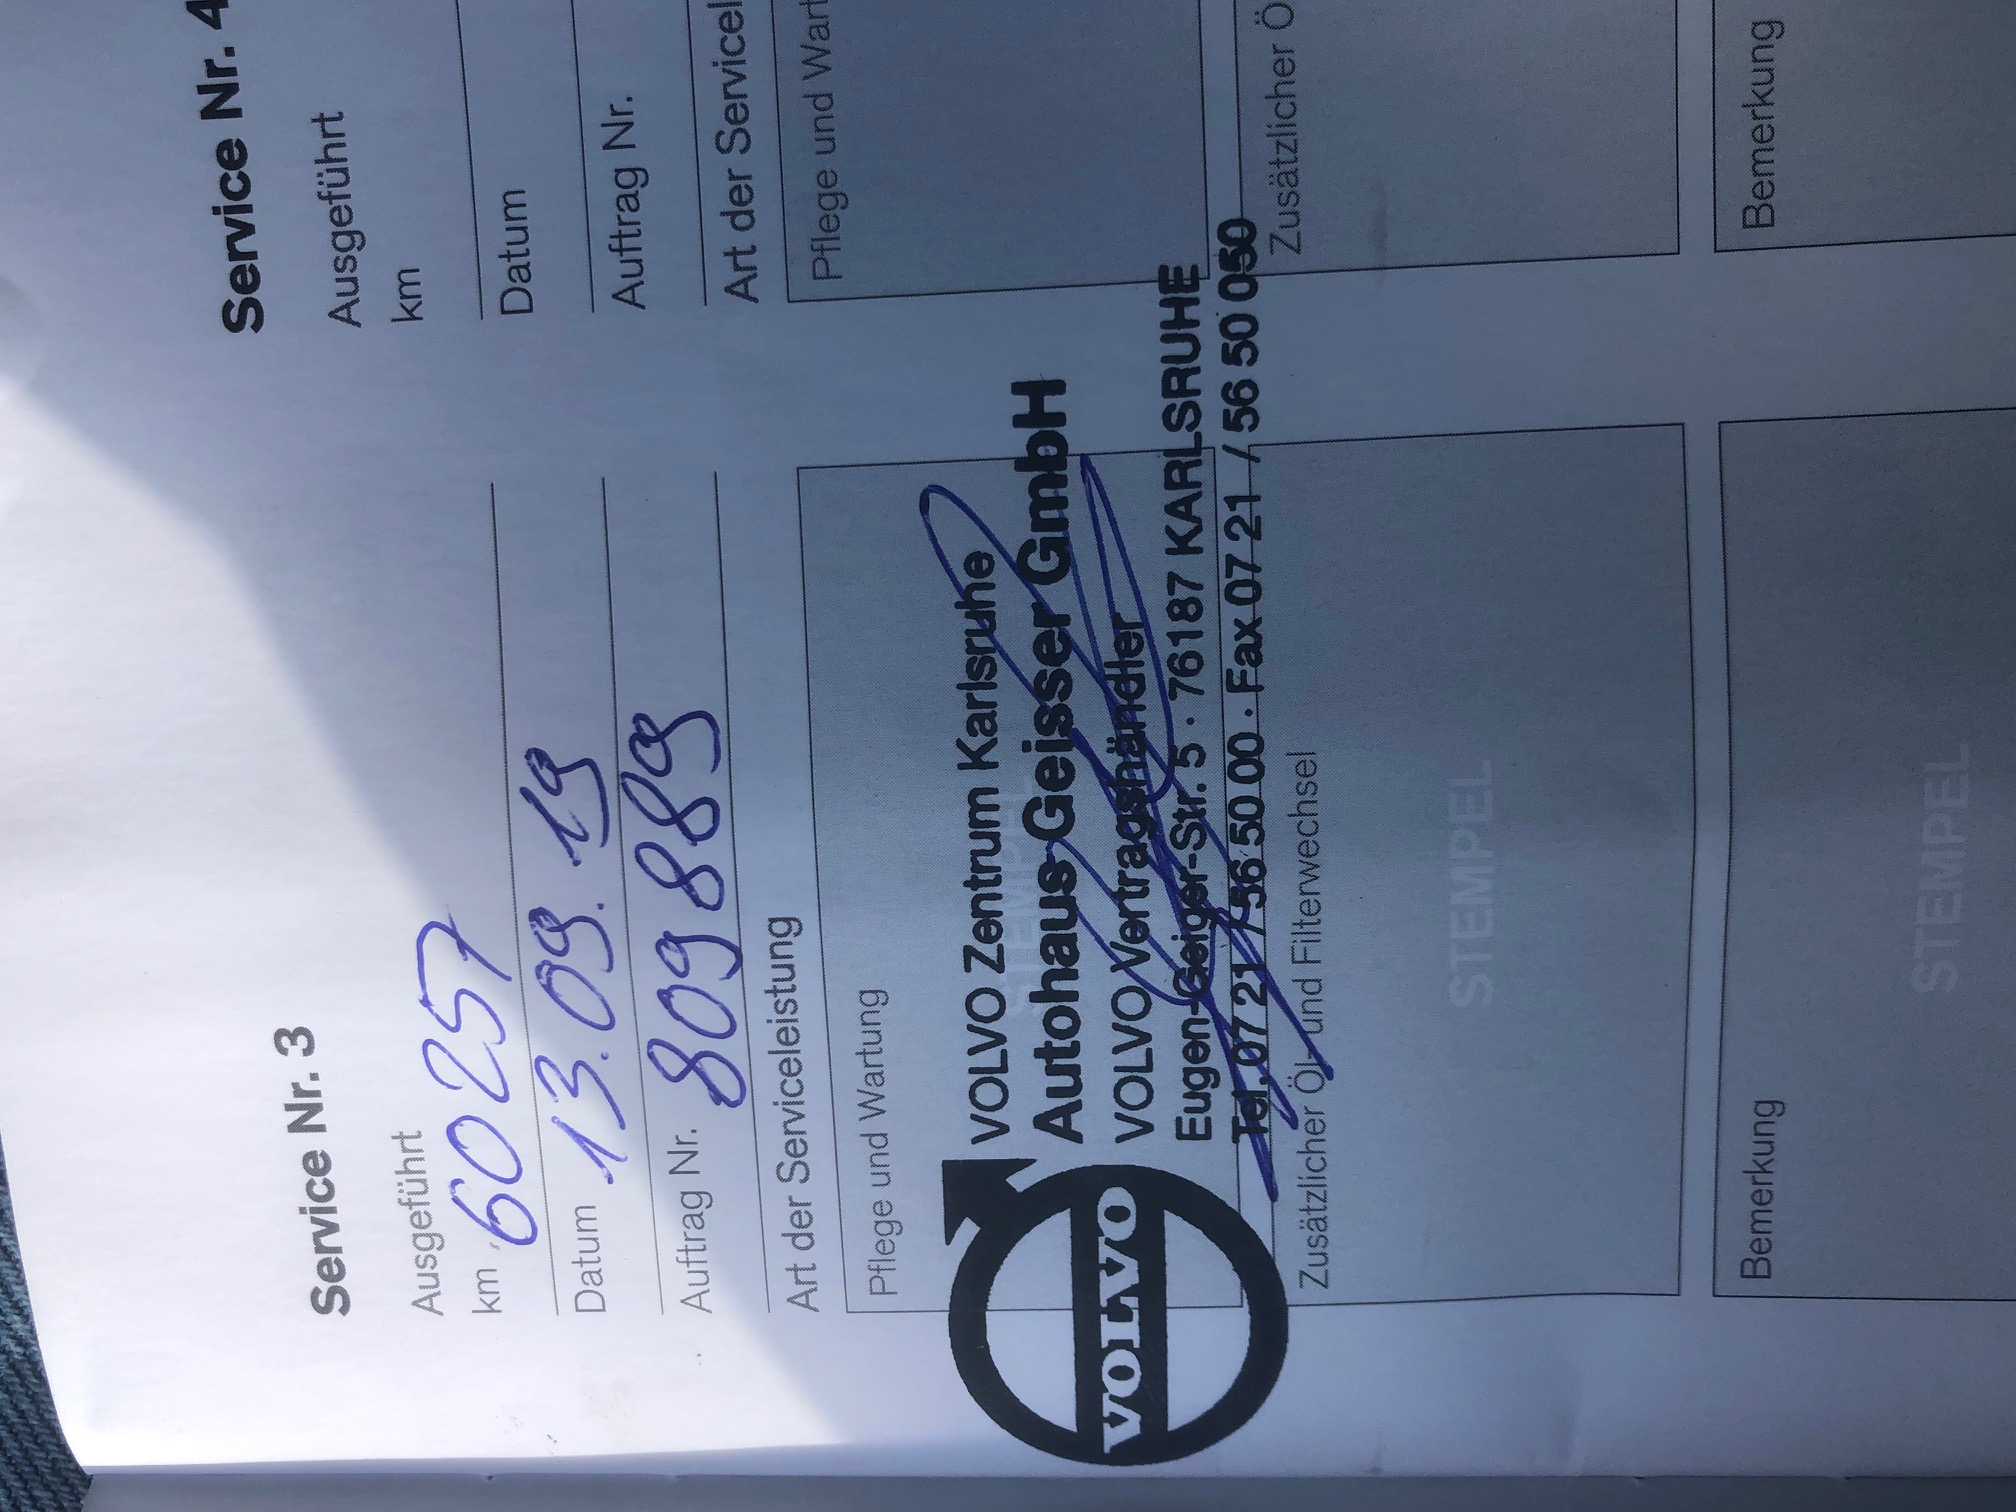 Service Nr. 3
Ausgeführt
km 60257
Datum 13.09.19
Auftrag Nr. 809889
Art der Serviceleistung
Pflege und Wartung
VOLVO
VOLVO Zentrum Karlsruhe
Autohaus Geisser GmbH
VOLVO Vertragshändler
Eugen-Geiger-Str. 5 · 76187 KARLSRUHE
Tel. 07 21 / 56 50 00 · Fax 07 21 / 56 50 050
Zusätzlicher Öl- und Filterwechsel
STEMPEL
Bemerkung
STEMPEL
Service Nr. 4
Ausgeführt
km
Datum
Auftrag Nr.
Art der Servicel
Pflege und Wart
Zusätzlicher Ö
Bemerkung